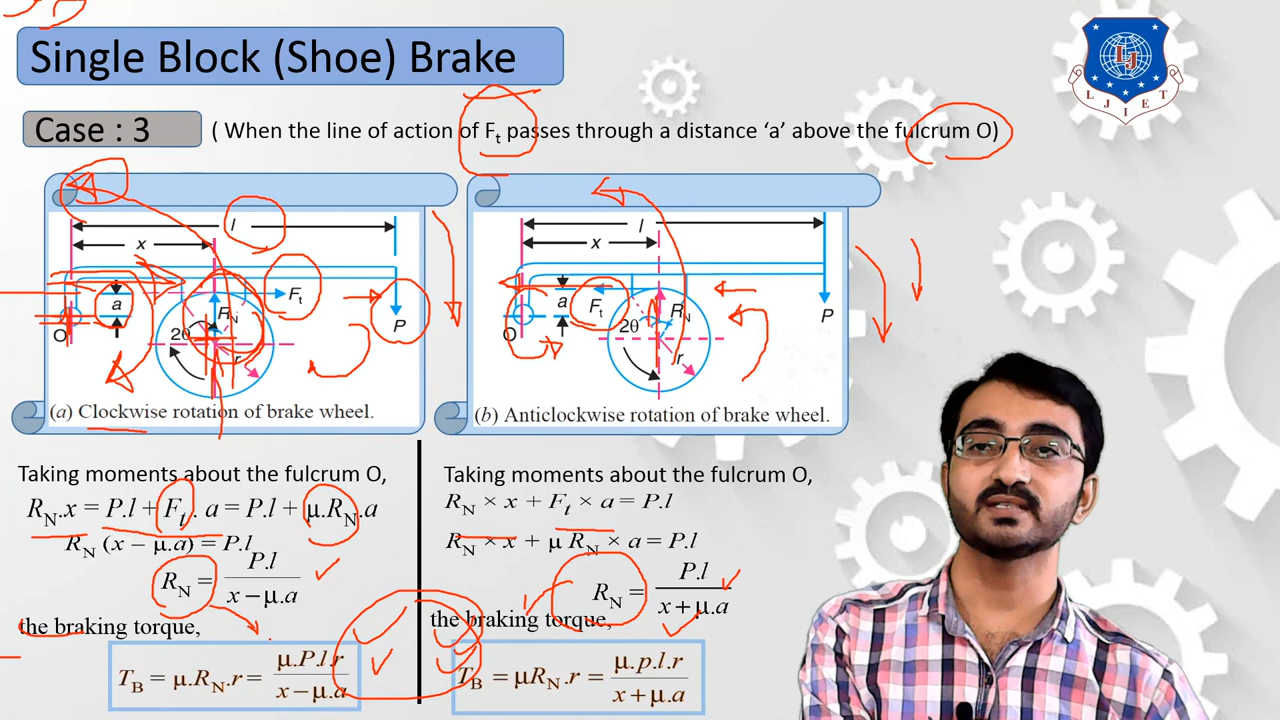 Single Block (Shoe) Brake
LJ
LJIET
Case : 3
( When the line of action of Ft passes through a distance ‘a’ above the fulcrum O)
l
x
a
Ft
RN
P
O
2θ
r
(a) Clockwise rotation of brake wheel.
l
x
a
Ft
RN
P
O
2θ
r
(b) Anticlockwise rotation of brake wheel.
Taking moments about the fulcrum O,
RN.x = P.l + Ft . a = P.l + μ.RN.a
RN (x – μ.a) = P.l
RN = P.l / x – μ.a
the braking torque,
TB = μ.RN.r = μ.P.l.r / x – μ.a
Taking moments about the fulcrum O,
RN × x + Ft × a = P.l
RN × x + μ RN × a = P.l
RN = P.l / x + μ.a
the braking torque,
TB = μRN.r = μ.p.l.r / x + μ.a